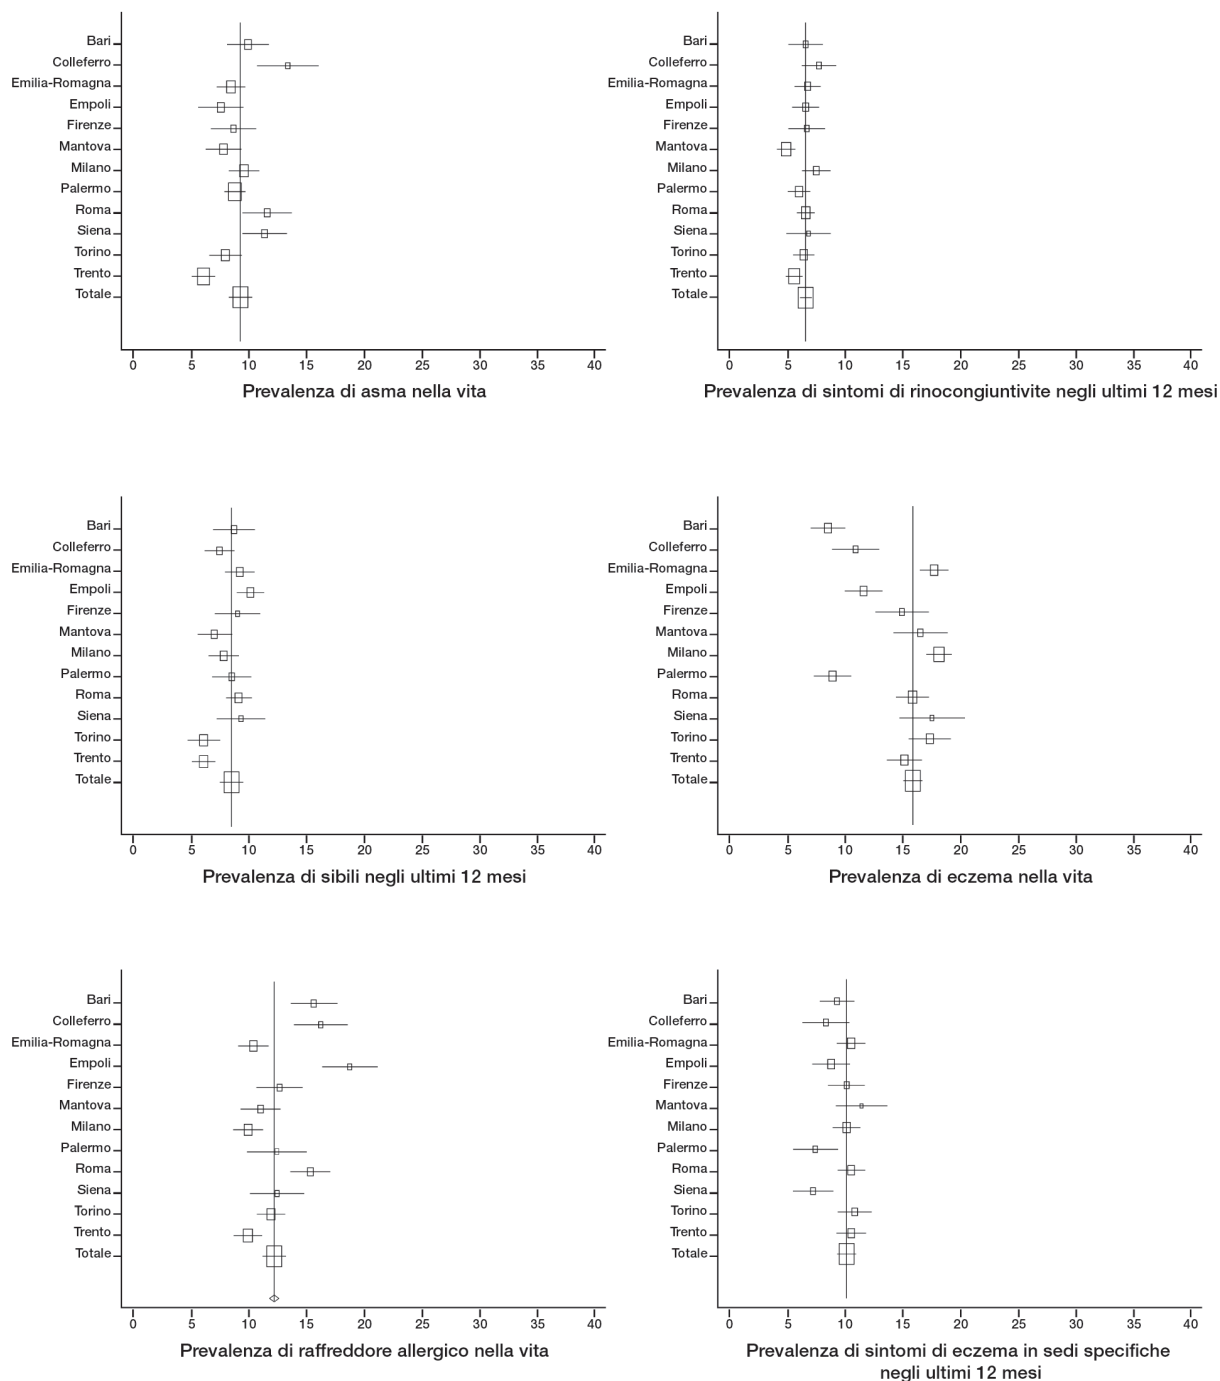 Bari
Colleferro
Emilia-Romagna
Empoli
Firenze
Mantova
Milano
Palermo
Roma
Siena
Torino
Trento
Totale
0 5 10 15 20 25 30 35 40
Prevalenza di asma nella vita
Bari
Colleferro
Emilia-Romagna
Empoli
Firenze
Mantova
Milano
Palermo
Roma
Siena
Torino
Trento
Totale
0 5 10 15 20 25 30 35 40
Prevalenza di sintomi di rinocongiuntivite negli ultimi 12 mesi
Bari
Colleferro
Emilia-Romagna
Empoli
Firenze
Mantova
Milano
Palermo
Roma
Siena
Torino
Trento
Totale
0 5 10 15 20 25 30 35 40
Prevalenza di sibili negli ultimi 12 mesi
Bari
Colleferro
Emilia-Romagna
Empoli
Firenze
Mantova
Milano
Palermo
Roma
Siena
Torino
Trento
Totale
0 5 10 15 20 25 30 35 40
Prevalenza di eczema nella vita
Bari
Colleferro
Emilia-Romagna
Empoli
Firenze
Mantova
Milano
Palermo
Roma
Siena
Torino
Trento
Totale
0 5 10 15 20 25 30 35 40
Prevalenza di raffreddore allergico nella vita
Bari
Colleferro
Emilia-Romagna
Empoli
Firenze
Mantova
Milano
Palermo
Roma
Siena
Torino
Trento
Totale
0 5 10 15 20 25 30 35 40
Prevalenza di sintomi di eczema in sedi specifiche
negli ultimi 12 mesi